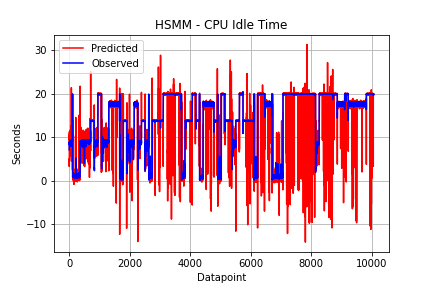 HSMM - CPU Idle Time
Predicted
Observed
30
20
10
0
−10
Seconds
0
2000
4000
6000
8000
10000
Datapoint